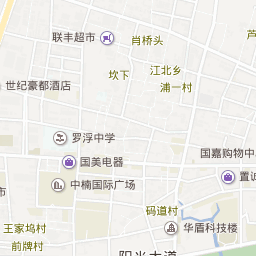 联丰超市
肖桥头
芦
坎下
江北乡
浦一村
世纪豪都酒店
罗浮中学
国嘉购物中
国美电器
置诚
中楠国际广场
码道村
王家坞村
华盾科技楼
前牌村
阳光大道